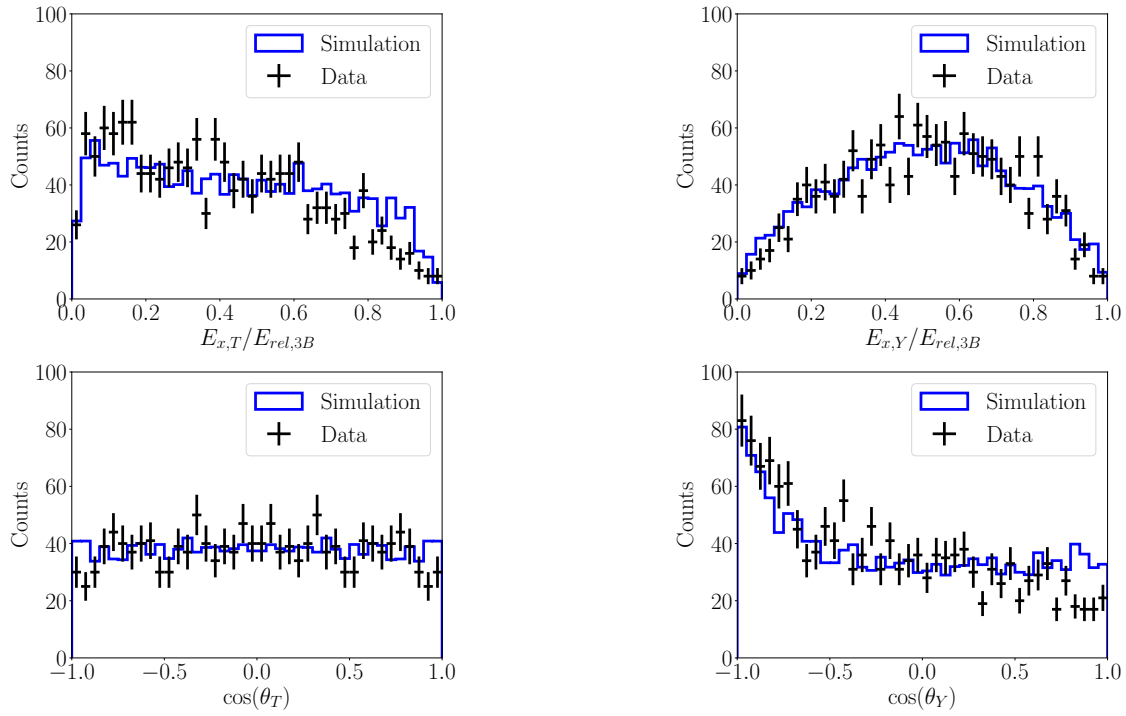 100
80
60
40
20
0
Counts
Simulation
Data
0.0 0.2 0.4 0.6 0.8 1.0
E_{x,T}/E_{rel,3B}
100
80
60
40
20
0
Counts
Simulation
Data
0.0 0.2 0.4 0.6 0.8 1.0
E_{x,Y}/E_{rel,3B}
100
80
60
40
20
0
Counts
Simulation
Data
−1.0 −0.5 0.0 0.5 1.0
cos(θ_T)
100
80
60
40
20
0
Counts
Simulation
Data
−1.0 −0.5 0.0 0.5 1.0
cos(θ_Y)